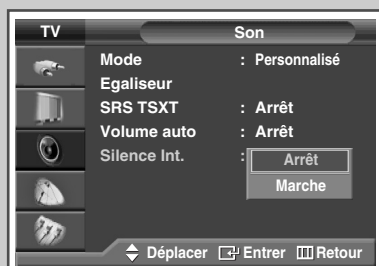 TV Son
Mode : Personnalisé
Egaliseur
SRS TSXT : Arrêt
Volume auto : Arrêt
Silence Int. : Arrêt
Marche
Déplacer Entrer Retour